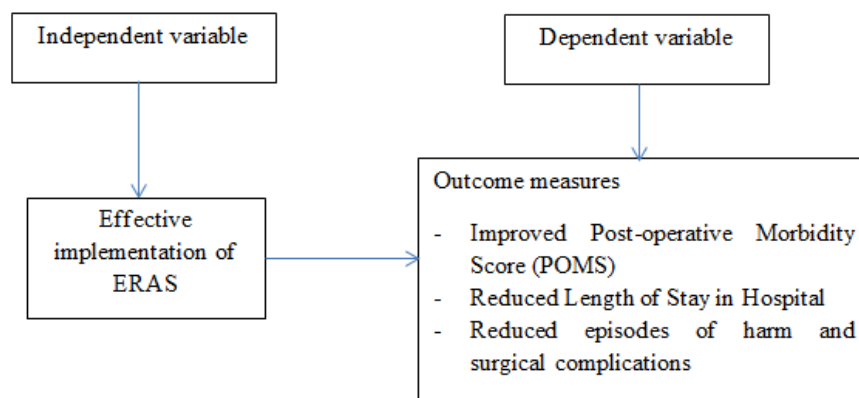 Independent variable
Dependent variable
Effective
implementation of
ERAS
Outcome measures
- Improved Post-operative Morbidity
Score (POMS)
- Reduced Length of Stay in Hospital
- Reduced episodes of harm and
surgical complications